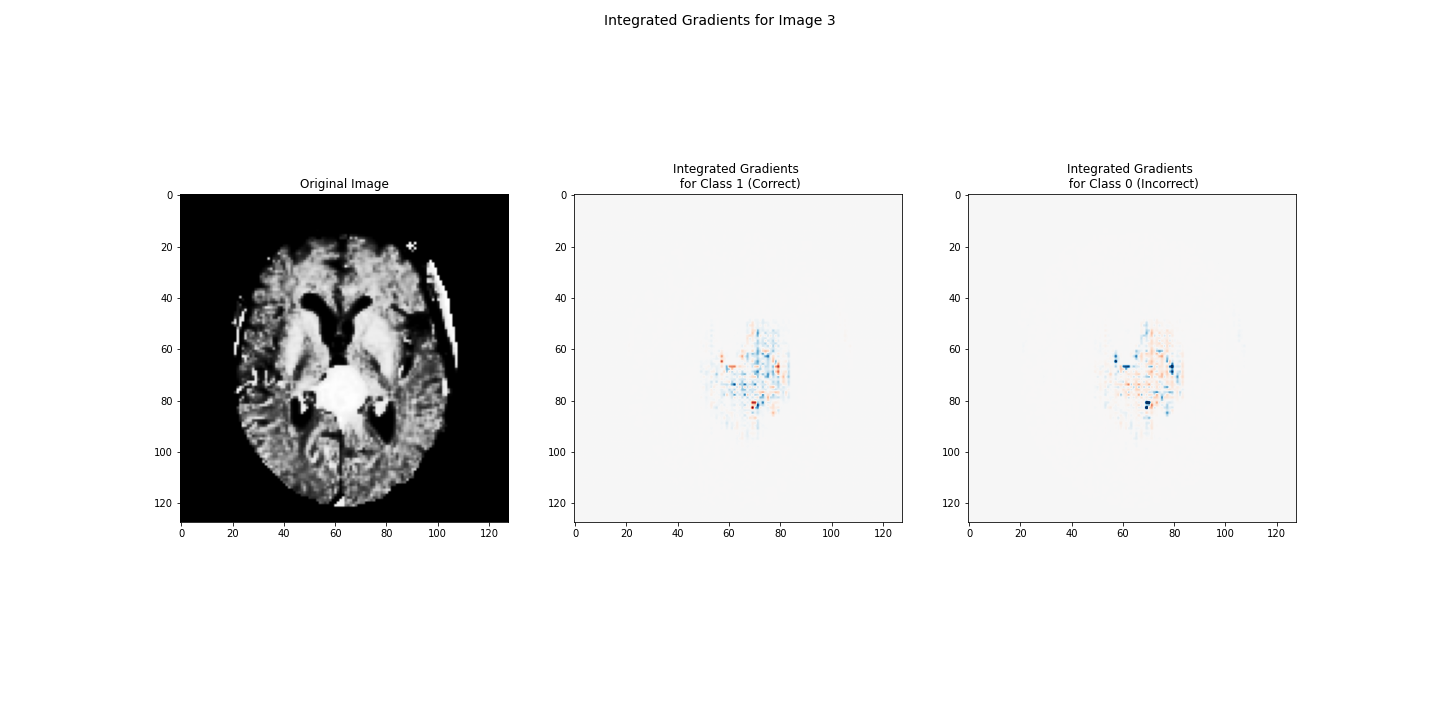 Integrated Gradients for Image 3
Original Image
Integrated Gradients
for Class 1 (Correct)
Integrated Gradients
for Class 0 (Incorrect)
0
20
40
60
80
100
120
0 20 40 60 80 100 120
0
20
40
60
80
100
120
0 20 40 60 80 100 120
0
20
40
60
80
100
120
0 20 40 60 80 100 120